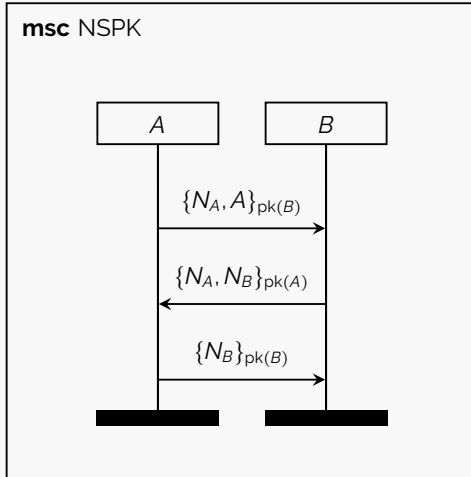 msc NSPK
A B
{N_A, A}_pk(B)
{N_A, N_B}_pk(A)
{N_B}_pk(B)